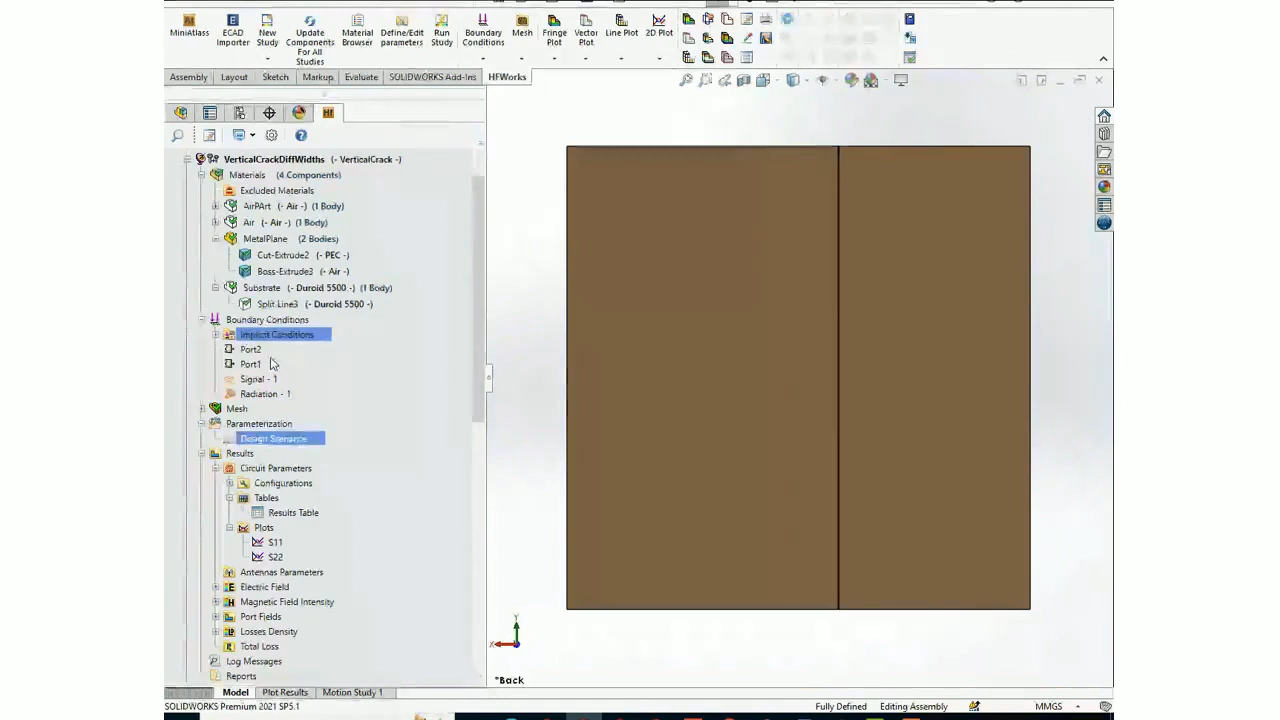 MiniAtlass ECAD Importer New Study Update Components For All Studies Material Browser Define/Edit parameters Run Study Boundary Conditions Mesh Fringe Plot Vector Plot Line Plot 2D Plot
Assembly Layout Sketch Markup Evaluate SOLIDWORKS Add-Ins HFWorks
VerticalCrackDiffWidths (- VerticalCrack -)
Materials (4 Components)
Excluded Materials
AirPArt (- Air -) (1 Body)
Air (- Air -) (1 Body)
MetalPlane (2 Bodies)
Cut-Extrude2 (- PEC -)
Boss-Extrude3 (- Air -)
Substrate (- Duroid 5500 -) (1 Body)
Split Line3 (- Duroid 5500 -)
Boundary Conditions
Implicit Conditions
Port2
Port1
Signal - 1
Radiation - 1
Mesh
Parameterization
Design Scenario
Results
Circuit Parameters
Configurations
Tables
Results Table
Plots
S11
S22
Antennas Parameters
Electric Field
Magnetic Field Intensity
Port Fields
Losses Density
Total Loss
Log Messages
Reports
Y
X
*Back
Model Plot Results Motion Study 1
SOLIDWORKS Premium 2021 SP5.1 Fully Defined Editing Assembly MMGS